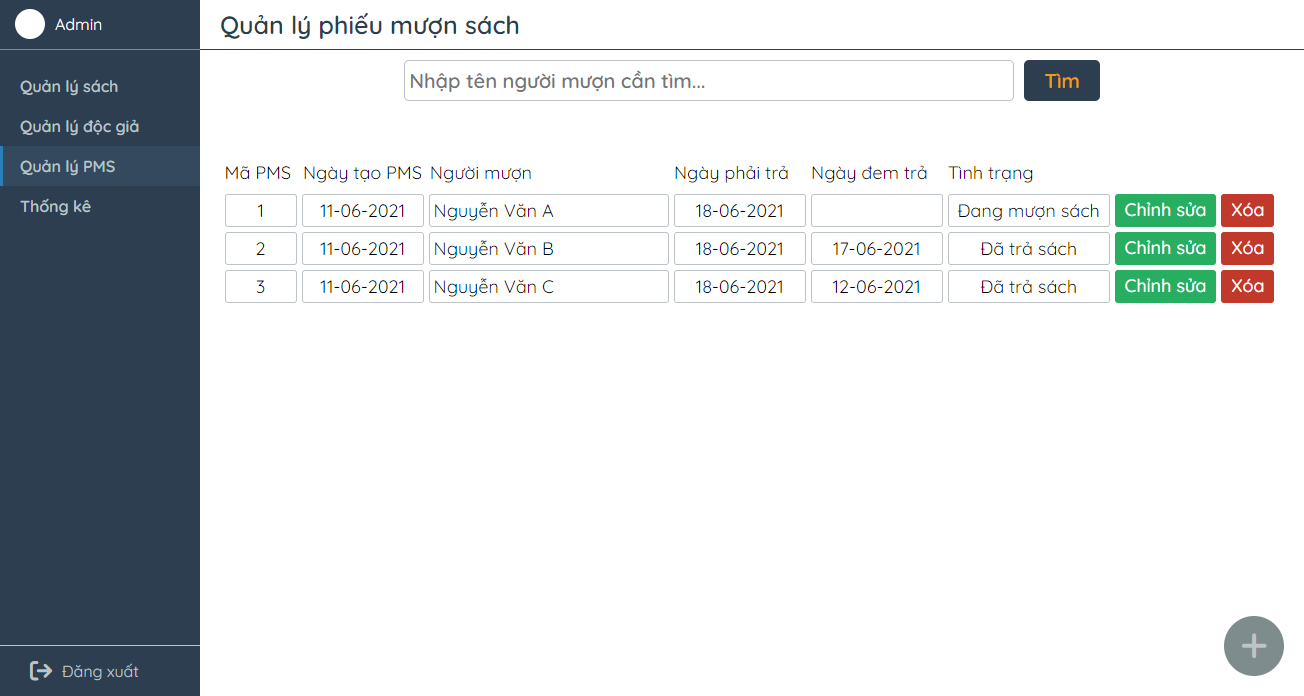 Admin
Quản lý sách
Quản lý độc giả
Quản lý PMS
Thống kê
Đăng xuất
Quản lý phiếu mượn sách
Nhập tên người mượn cần tìm... Tìm
Mã PMS Ngày tạo PMS Người mượn Ngày phải trả Ngày đem trả Tình trạng
1 11-06-2021 Nguyễn Văn A 18-06-2021 Đang mượn sách Chỉnh sửa Xóa
2 11-06-2021 Nguyễn Văn B 18-06-2021 17-06-2021 Đã trả sách Chỉnh sửa Xóa
3 11-06-2021 Nguyễn Văn C 18-06-2021 12-06-2021 Đã trả sách Chỉnh sửa Xóa